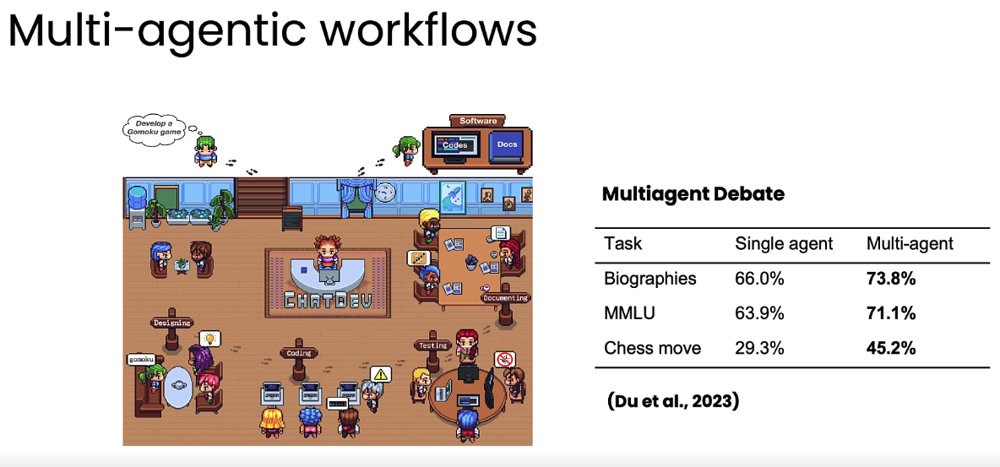 Multi-agentic workflows
Develop a
Gomoku game
Software
Codes
Docs
CHATDEV
Documenting
Designing
gomoku
Coding
Testing
Multiagent Debate
Task Single agent Multi-agent
Biographies 66.0% 73.8%
MMLU 63.9% 71.1%
Chess move 29.3% 45.2%
(Du et al., 2023)